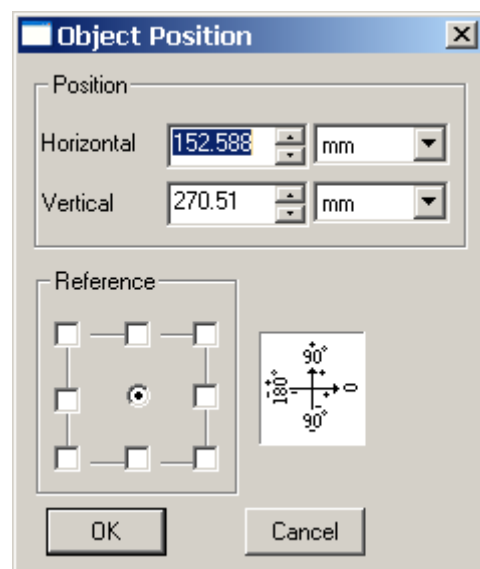 Object Position
Position
Horizontal 152.588 mm
Vertical 270.51 mm
Reference
90°
180° 0
90°
OK Cancel